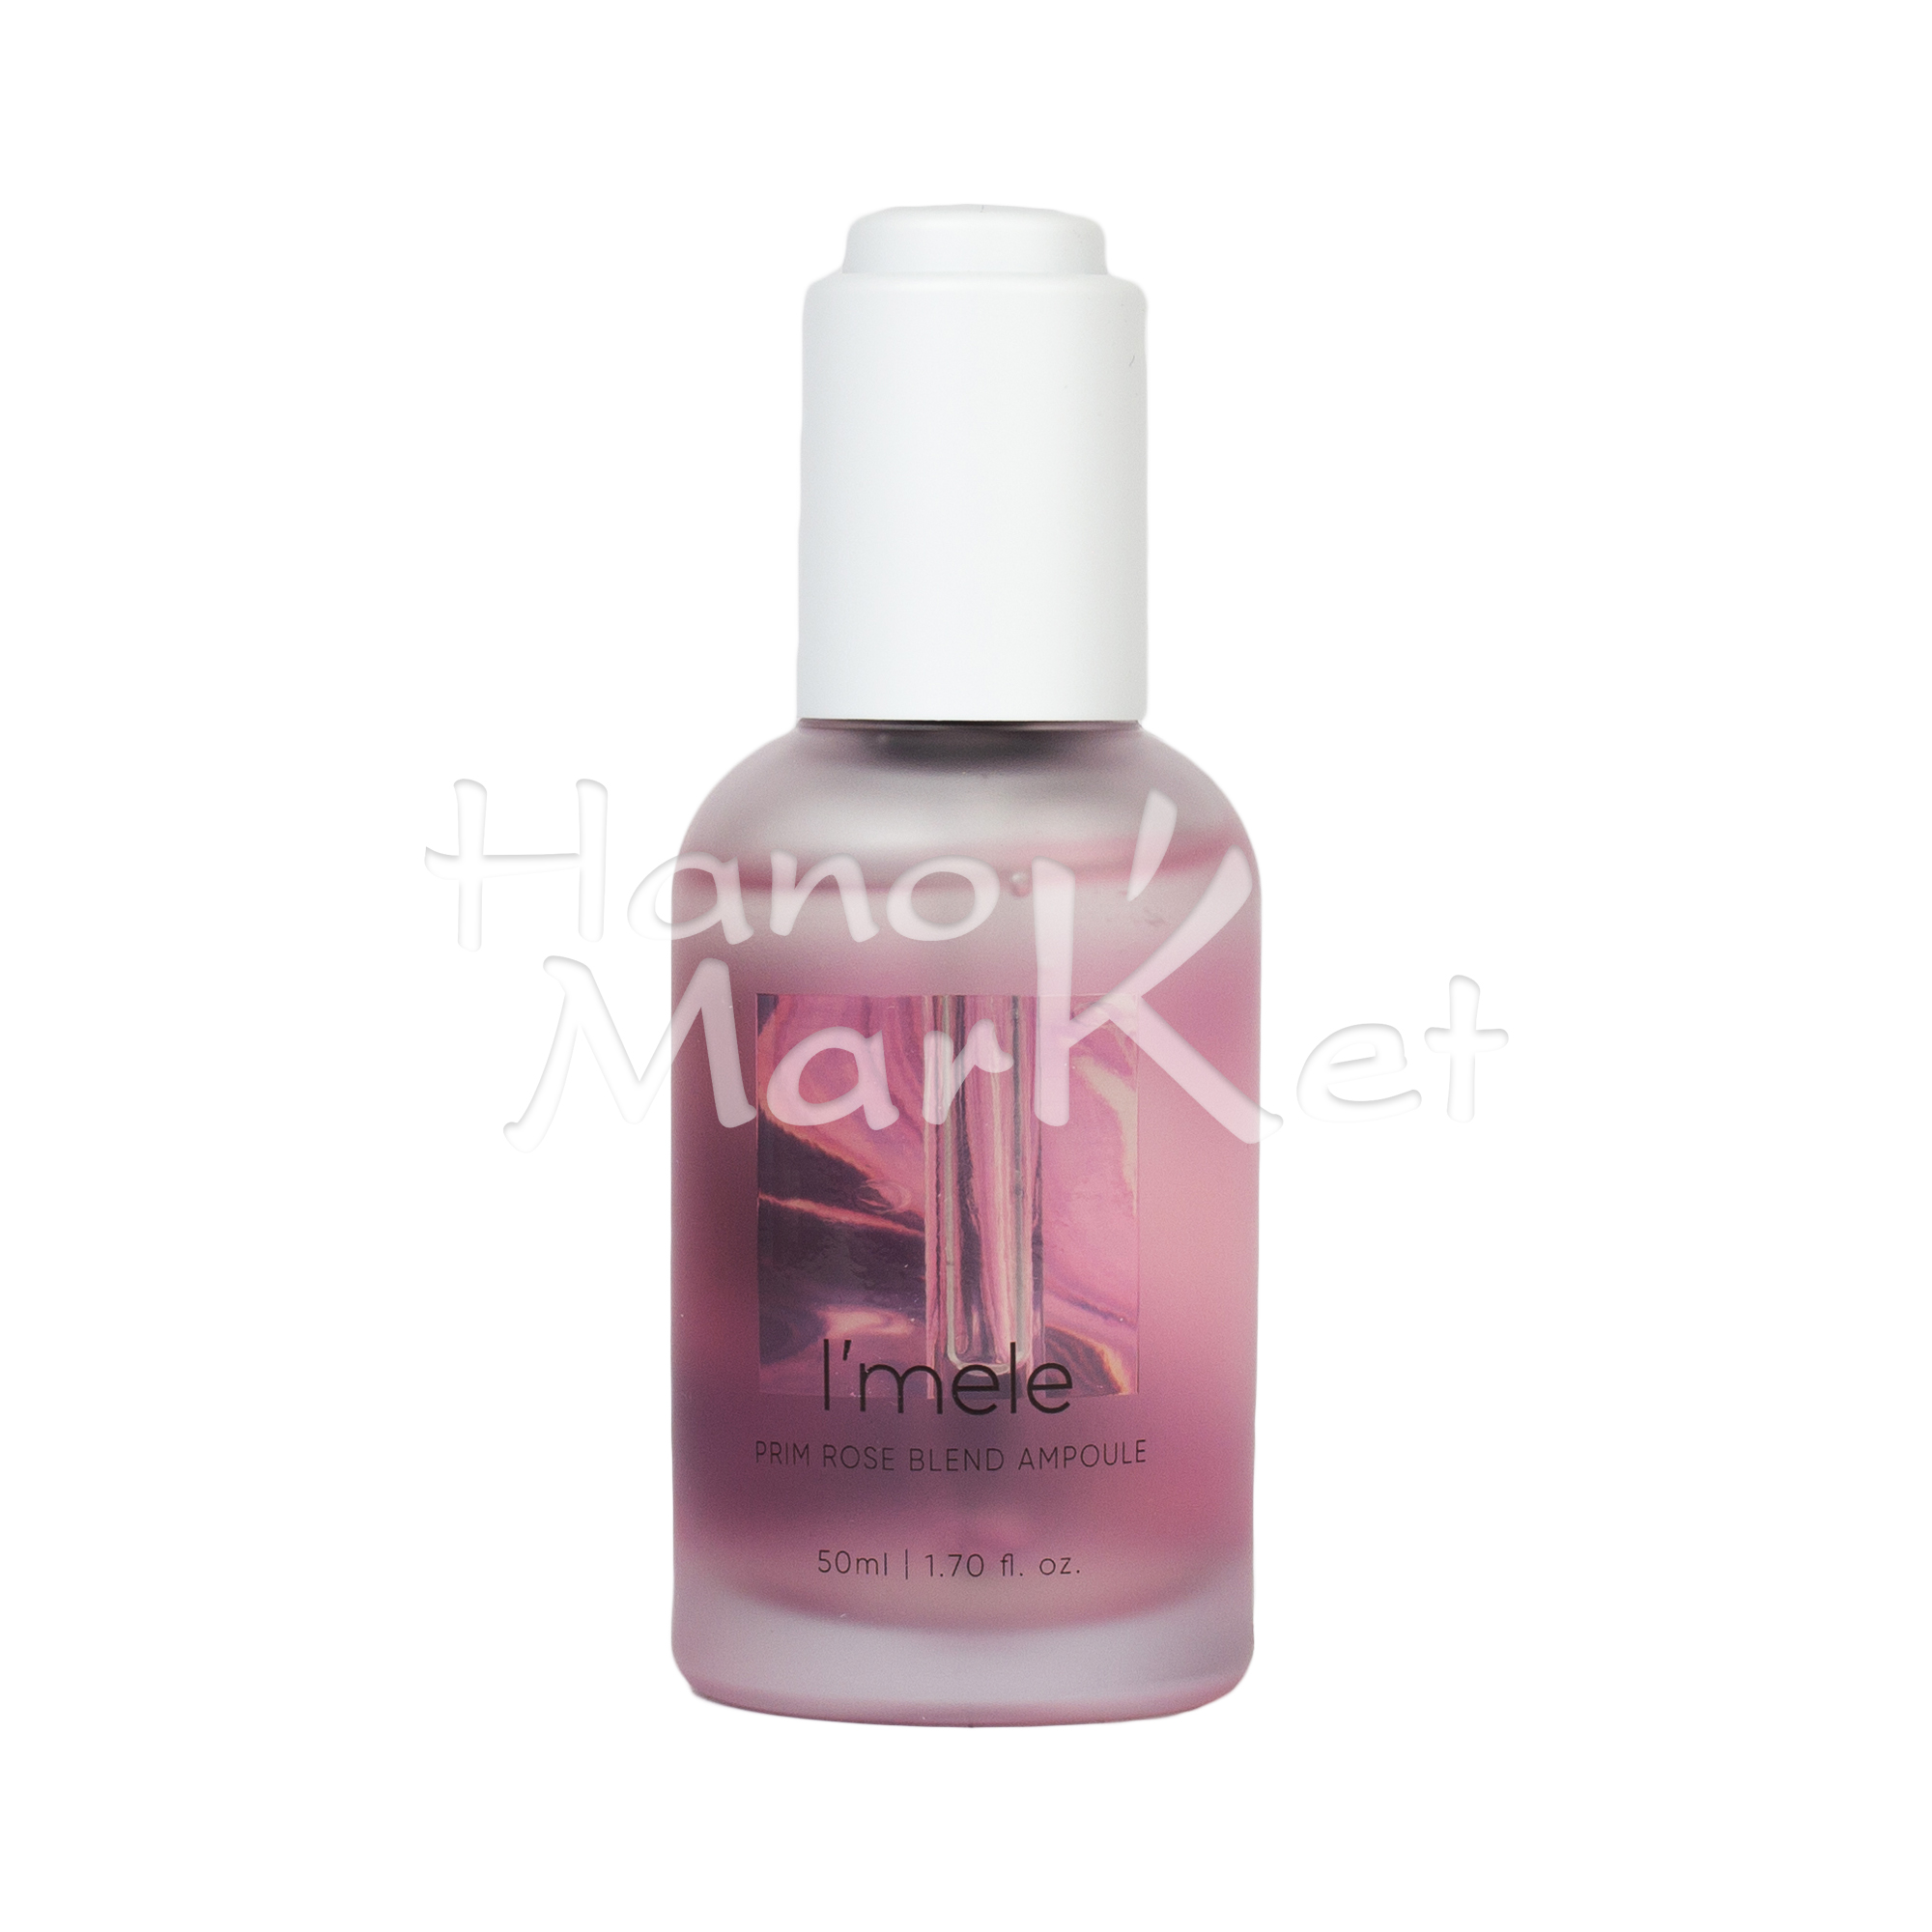 Hano
MarKet
l'mele
PRIM ROSE BLEND AMPOULE
50ml | 1.70 fl. oz.